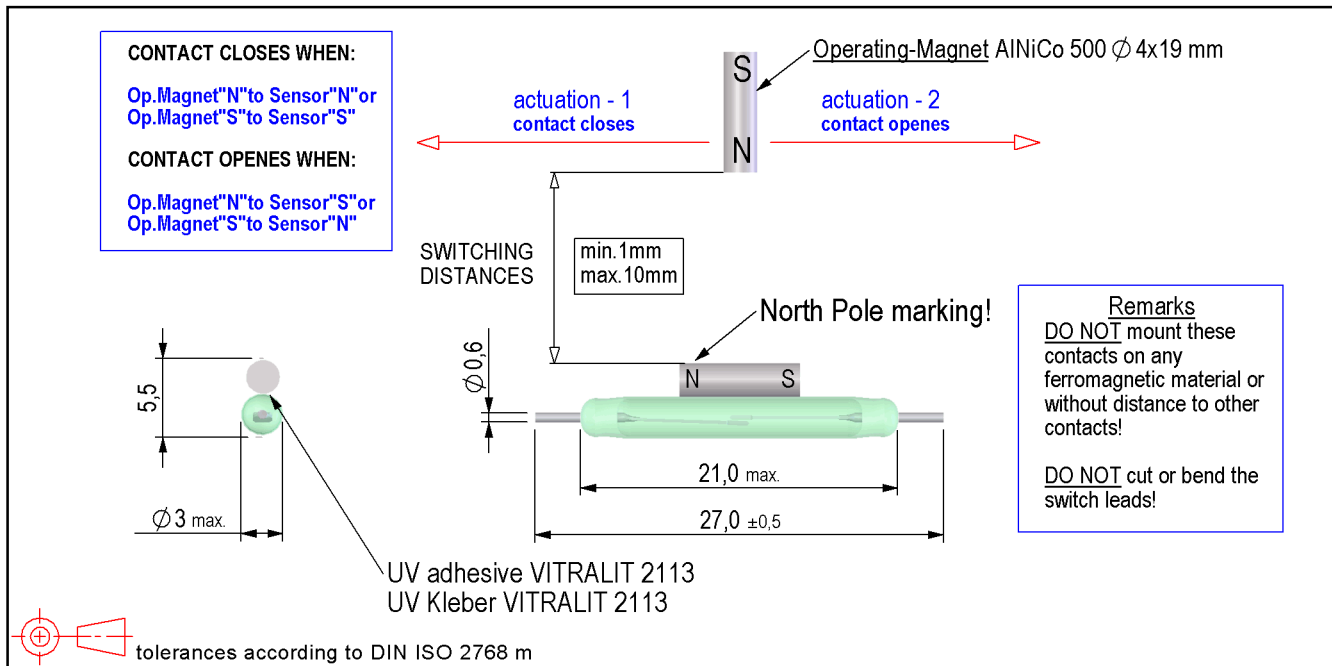 CONTACT CLOSES WHEN:
Op.Magnet"N"to Sensor"N"or
Op.Magnet"S"to Sensor"S"
CONTACT OPENES WHEN:
Op.Magnet"N"to Sensor"S"or
Op.Magnet"S"to Sensor"N"
S
N
Operating-Magnet AlNiCo 500 ∅ 4x19 mm
actuation - 1
contact closes
actuation - 2
contact openes
SWITCHING
DISTANCES
min.1mm
max.10mm
North Pole marking!
Remarks
DO NOT mount these
contacts on any
ferromagnetic material or
without distance to other
contacts!
DO NOT cut or bend the
switch leads!
5,5
∅ 0,6
N S
21,0 max.
27,0 ±0,5
∅ 3 max.
UV adhesive VITRALIT 2113
UV Kleber VITRALIT 2113
tolerances according to DIN ISO 2768 m